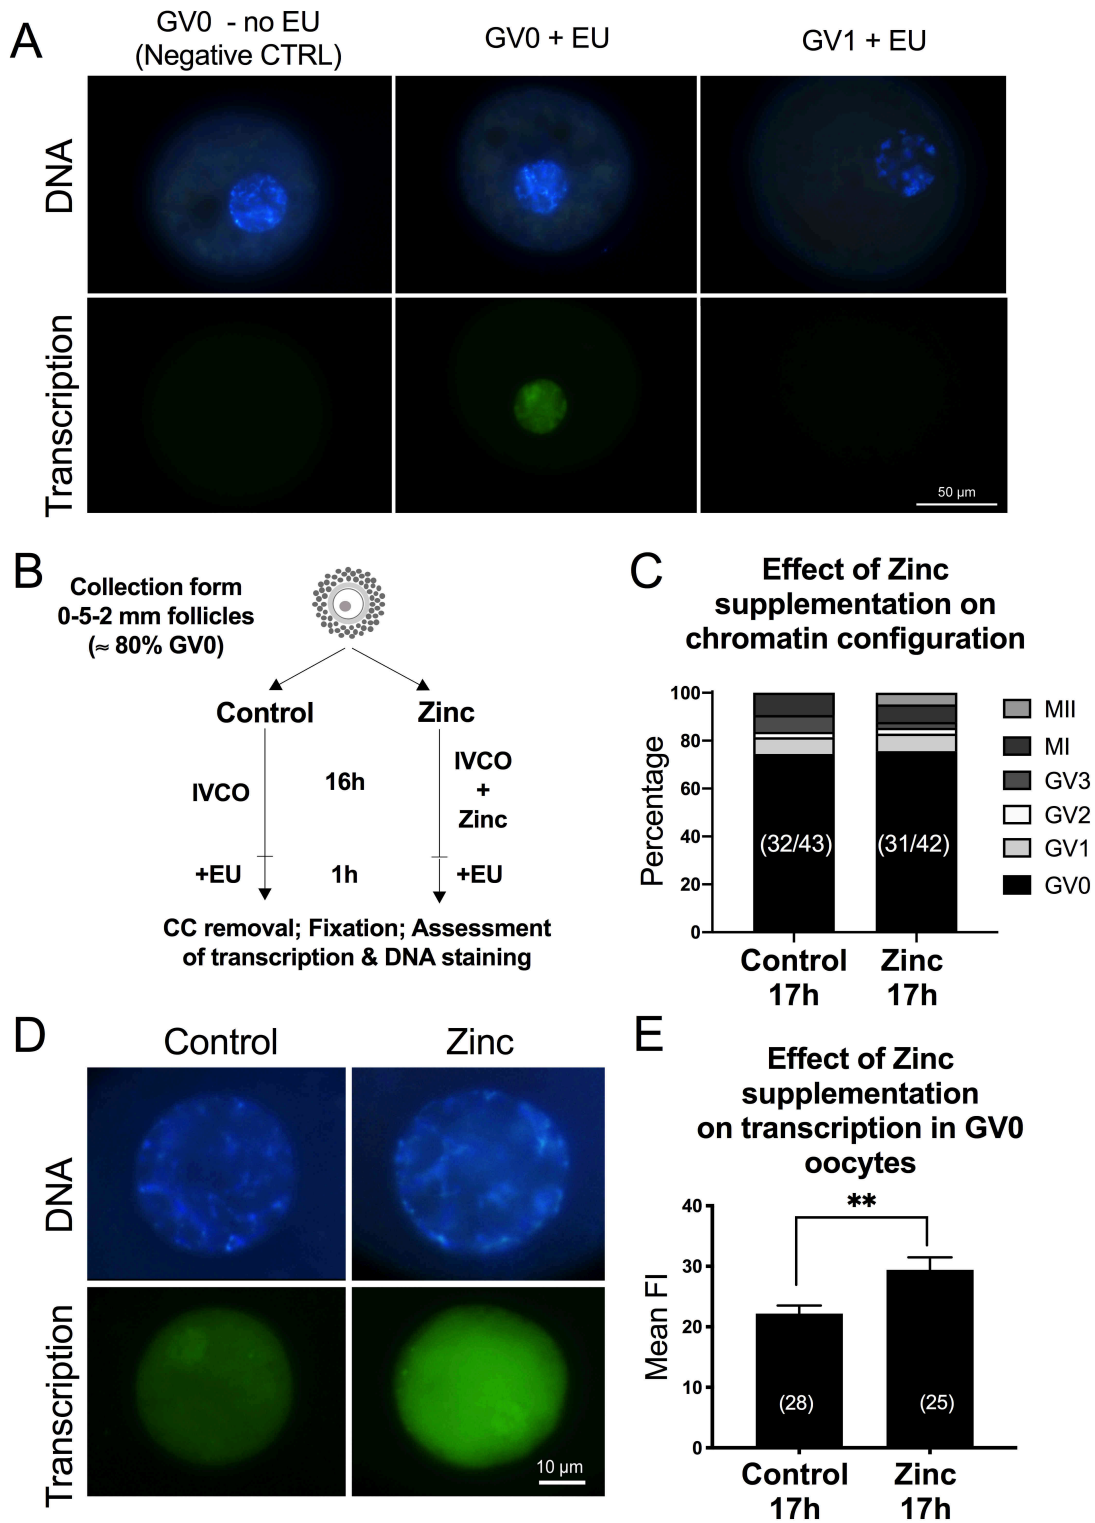 A
GV0 - no EU
(Negative CTRL)
GV0 + EU
GV1 + EU
DNA
Transcription
50 µm
B
Collection form
0-5-2 mm follicles
(≈ 80% GV0)
Control
Zinc
IVCO
16h
IVCO
+
Zinc
+EU
1h
+EU
CC removal; Fixation; Assessment
of transcription & DNA staining
C
Effect of Zinc
supplementation on
chromatin configuration
Percentage
100
80
60
40
20
0
(32/43)
(31/42)
Control
17h
Zinc
17h
MII
MI
GV3
GV2
GV1
GV0
D
Control
Zinc
DNA
Transcription
10 µm
E
Effect of Zinc
supplementation
on transcription in GV0
oocytes
Mean FI
40
30
20
10
0
**
(28)
(25)
Control
17h
Zinc
17h